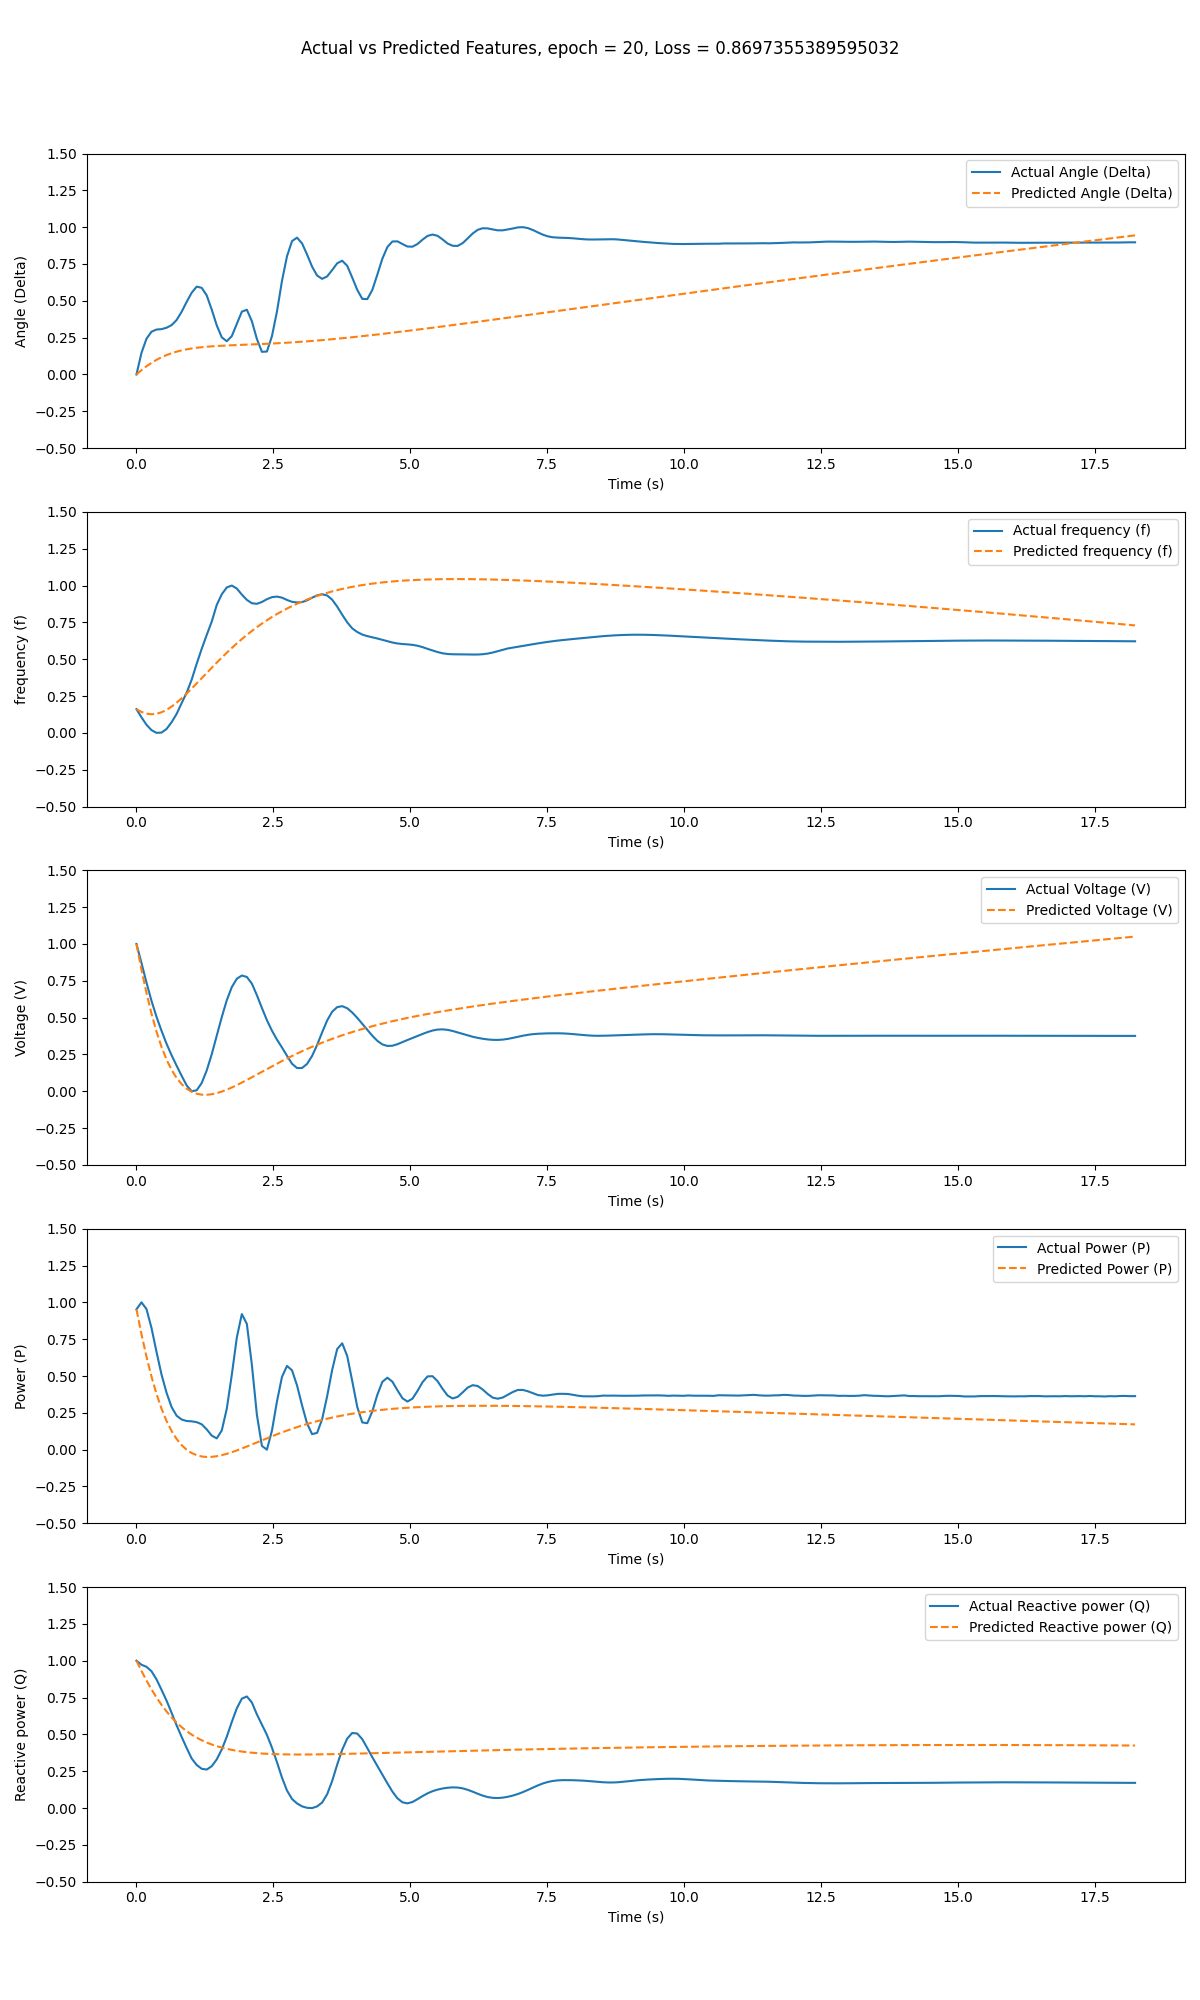 Actual vs Predicted Features, epoch = 20, Loss = 0.8697355389595032
1.50
1.25
1.00
0.75
0.50
0.25
0.00
−0.25
−0.50
Angle (Delta)
Actual Angle (Delta)
Predicted Angle (Delta)
0.0 2.5 5.0 7.5 10.0 12.5 15.0 17.5
Time (s)
1.50
1.25
1.00
0.75
0.50
0.25
0.00
−0.25
−0.50
frequency (f)
Actual frequency (f)
Predicted frequency (f)
0.0 2.5 5.0 7.5 10.0 12.5 15.0 17.5
Time (s)
1.50
1.25
1.00
0.75
0.50
0.25
0.00
−0.25
−0.50
Voltage (V)
Actual Voltage (V)
Predicted Voltage (V)
0.0 2.5 5.0 7.5 10.0 12.5 15.0 17.5
Time (s)
1.50
1.25
1.00
0.75
0.50
0.25
0.00
−0.25
−0.50
Power (P)
Actual Power (P)
Predicted Power (P)
0.0 2.5 5.0 7.5 10.0 12.5 15.0 17.5
Time (s)
1.50
1.25
1.00
0.75
0.50
0.25
0.00
−0.25
−0.50
Reactive power (Q)
Actual Reactive power (Q)
Predicted Reactive power (Q)
0.0 2.5 5.0 7.5 10.0 12.5 15.0 17.5
Time (s)